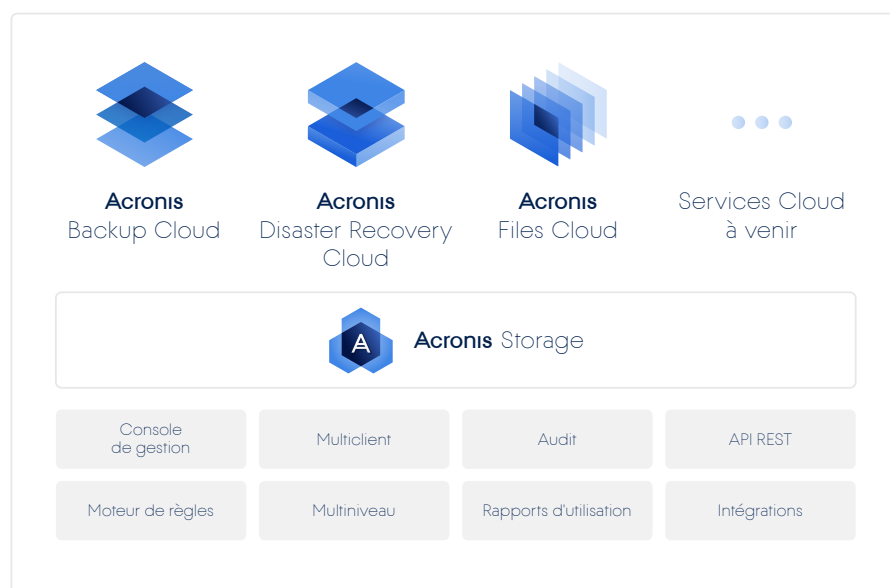 Acronis
Backup Cloud
Acronis
Disaster Recovery
Cloud
Acronis
Files Cloud
Services Cloud
à venir
A
Acronis Storage
Console
de gestion
Multiclient
Audit
API REST
Moteur de règles
Multiniveau
Rapports d'utilisation
Intégrations